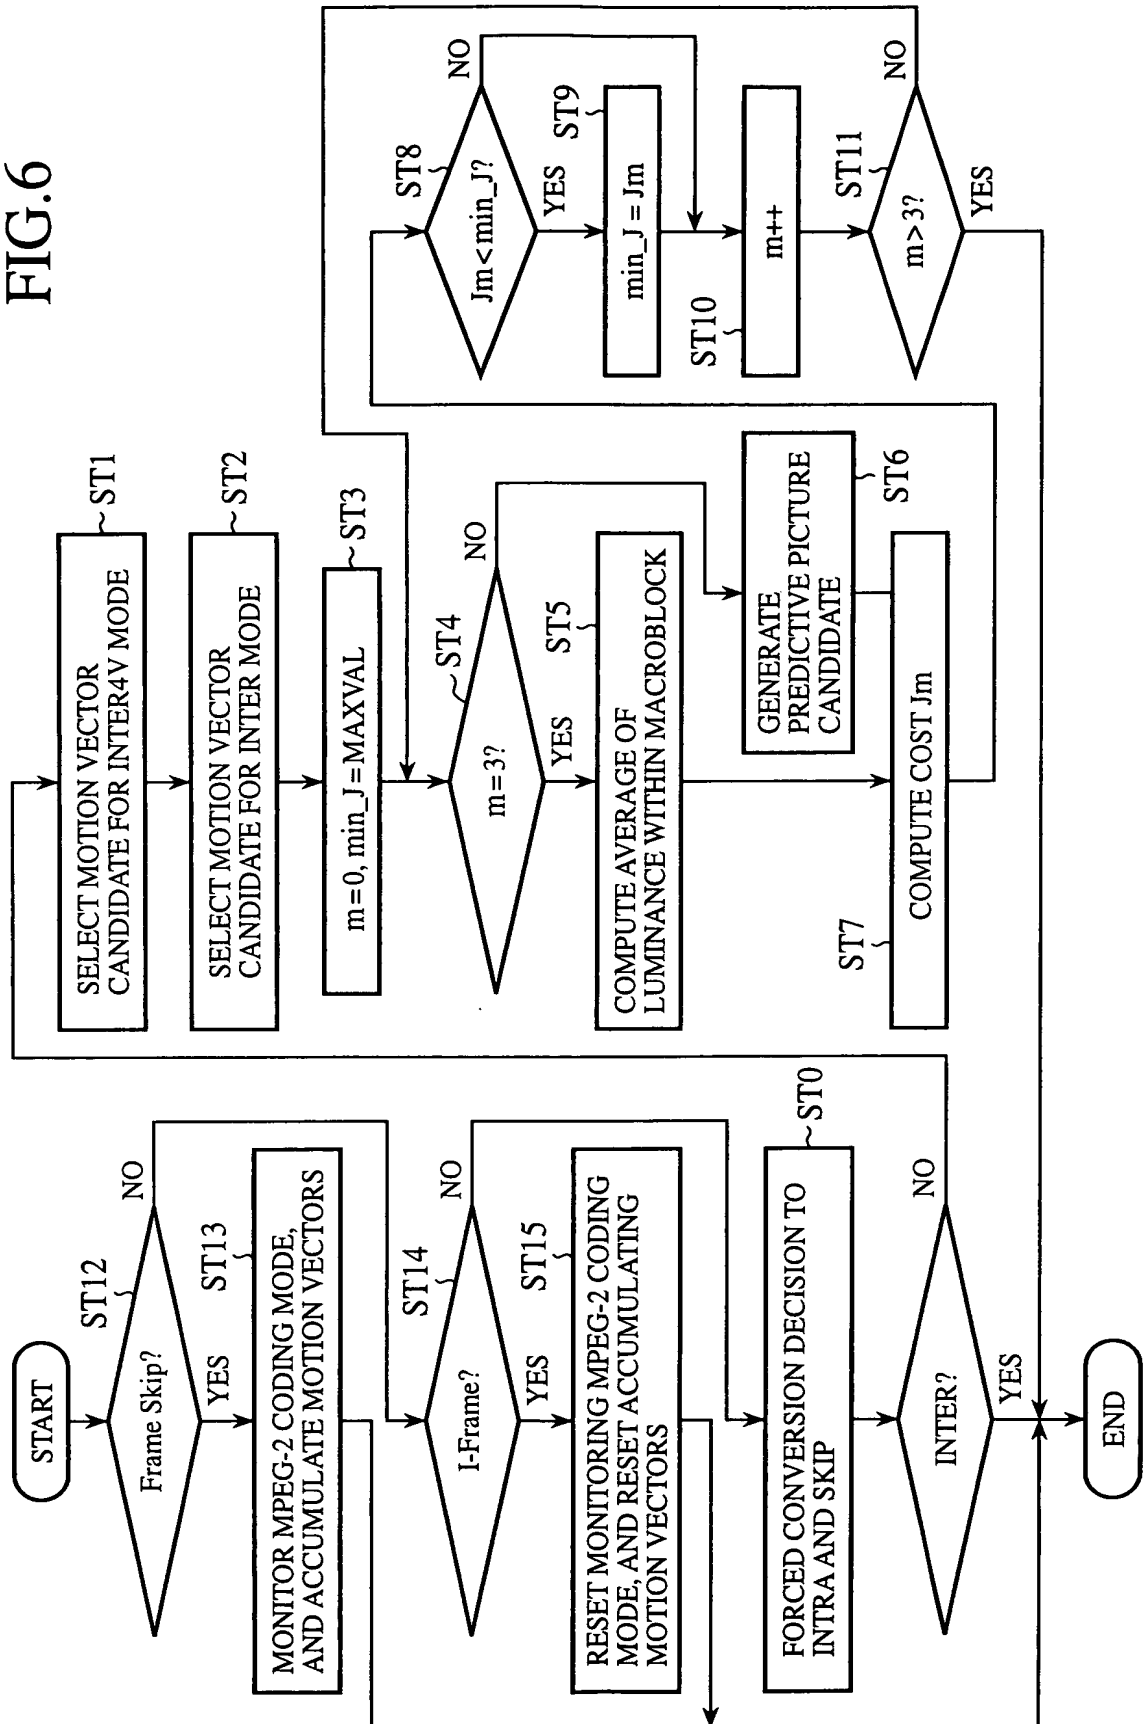 FIG.6
START
Frame Skip?
ST12
NO
YES
MONITOR MPEG-2 CODING MODE,
AND ACCUMULATE MOTION VECTORS
ST13
I-Frame?
ST14
NO
YES
RESET MONITORING MPEG-2 CODING
MODE, AND RESET ACCUMULATING
MOTION VECTORS
ST15
FORCED CONVERSION DECISION TO
INTRA AND SKIP
ST0
INTER?
NO
YES
END
SELECT MOTION VECTOR
CANDIDATE FOR INTER4V MODE
ST1
SELECT MOTION VECTOR
CANDIDATE FOR INTER MODE
ST2
m=0, min_J=MAXVAL
ST3
m=3?
ST4
NO
YES
COMPUTE AVERAGE OF
LUMINANCE WITHIN MACROBLOCK
ST5
GENERATE
PREDICTIVE PICTURE
CANDIDATE
ST6
COMPUTE COST Jm
ST7
Jm<min_J?
ST8
NO
YES
min_J = Jm
ST9
m++
ST10
m>3?
ST11
NO
YES